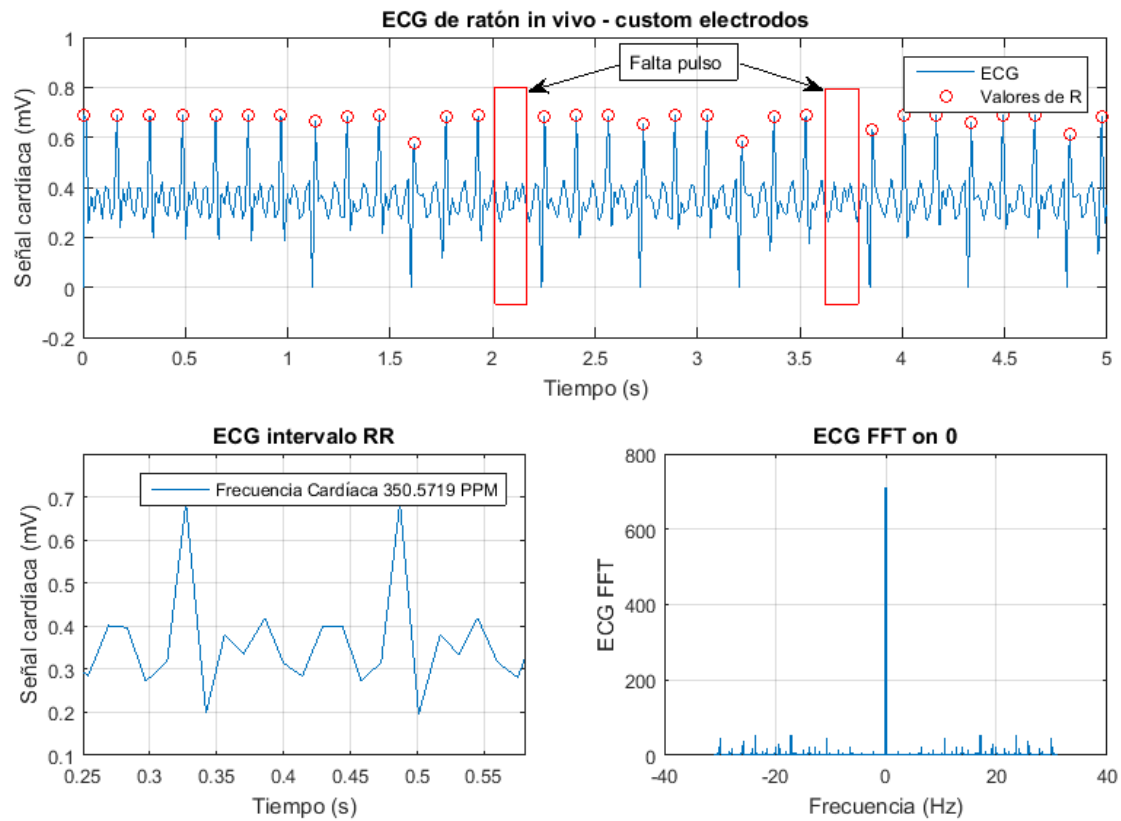 ECG de ratón in vivo - custom electrodos
Señal cardíaca (mV)
1
0.8
0.6
0.4
0.2
0
-0.2
Falta pulso
ECG
Valores de R
0 0.5 1 1.5 2 2.5 3 3.5 4 4.5 5
Tiempo (s)
ECG intervalo RR
Señal cardíaca (mV)
0.7
0.6
0.5
0.4
0.3
0.2
0.1
Frecuencia Cardíaca 350.5719 PPM
0.25 0.3 0.35 0.4 0.45 0.5 0.55
Tiempo (s)
ECG FFT on 0
ECG FFT
800
600
400
200
0
-40 -20 0 20 40
Frecuencia (Hz)